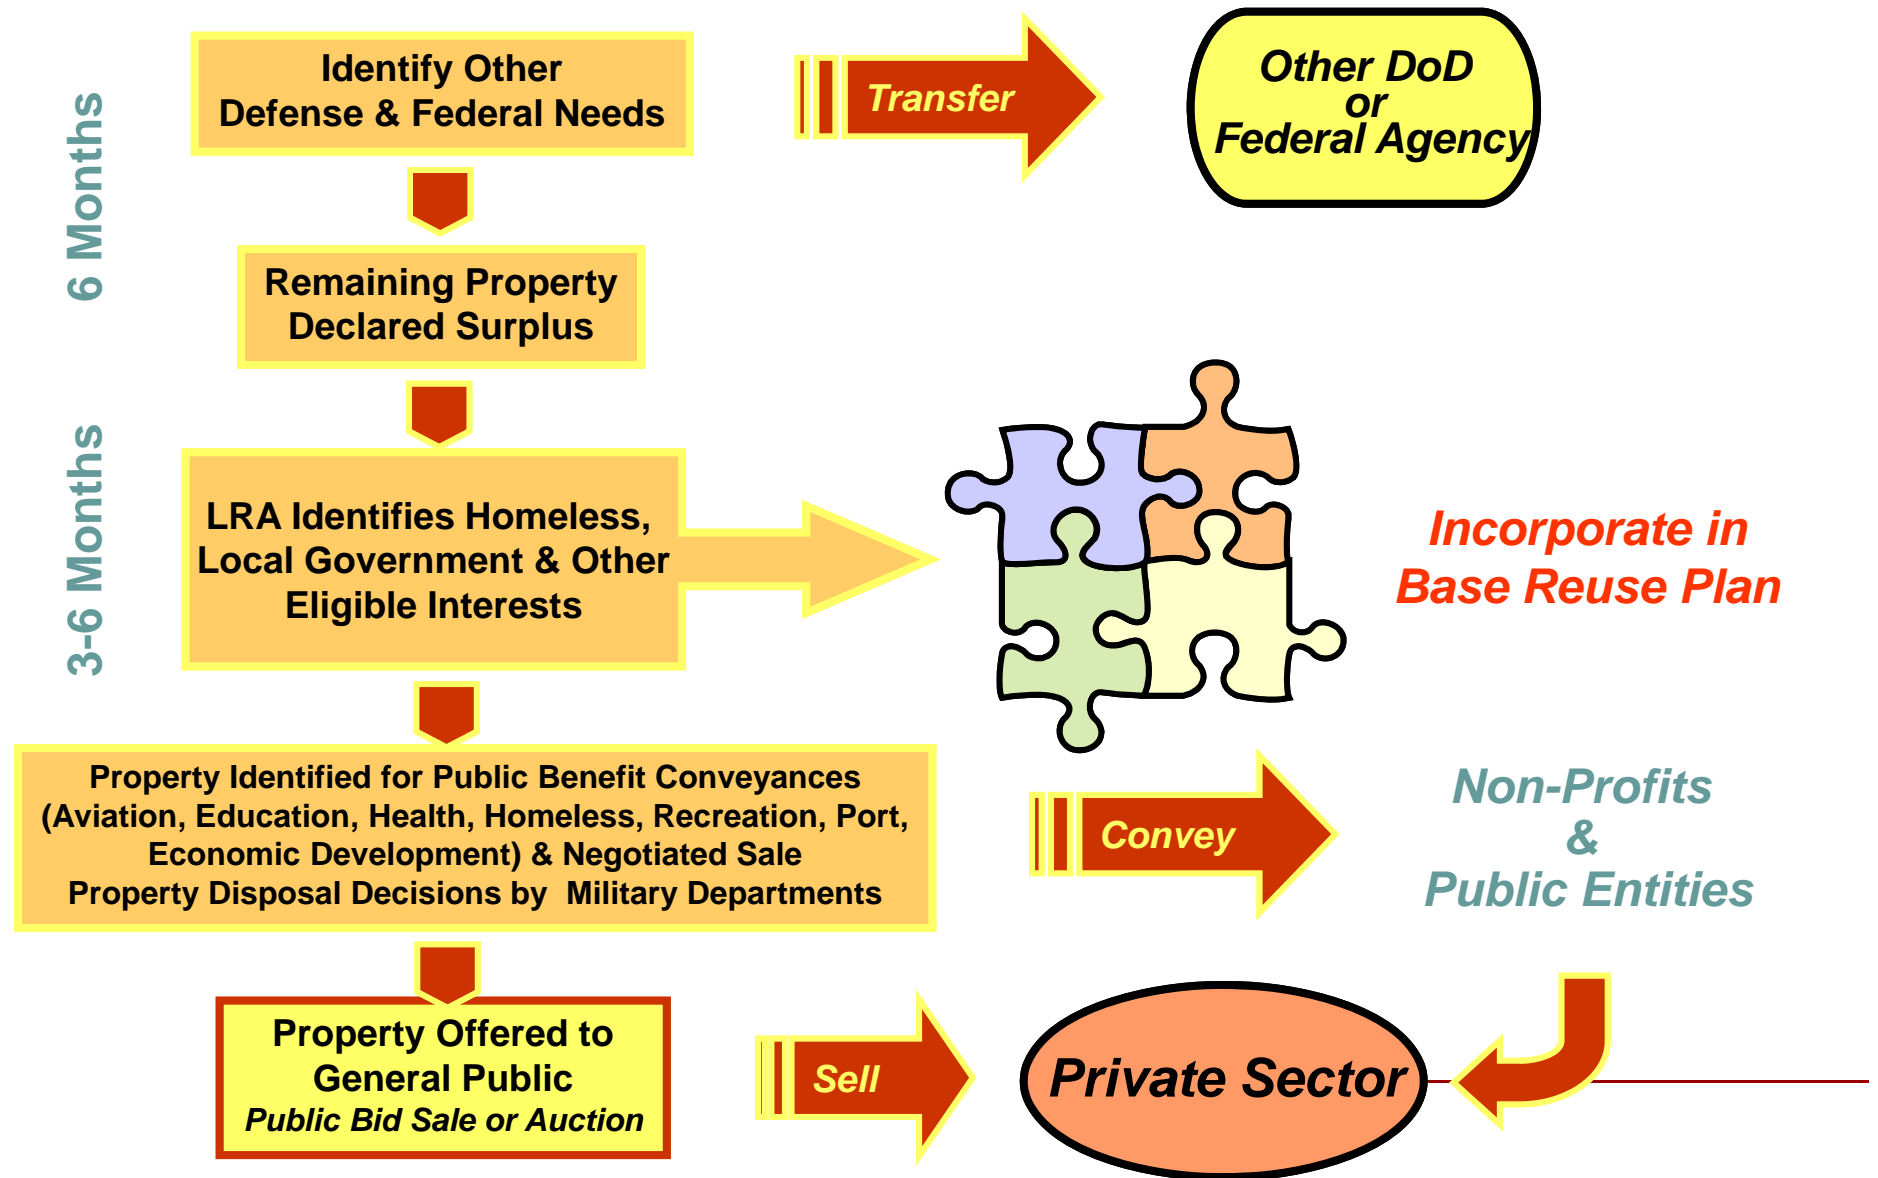 6 Months
Identify Other
Defense & Federal Needs
Transfer
Other DoD
or
Federal Agency
Remaining Property
Declared Surplus
3-6 Months
LRA Identifies Homeless,
Local Government & Other
Eligible Interests
Incorporate in
Base Reuse Plan
Property Identified for Public Benefit Conveyances
(Aviation, Education, Health, Homeless, Recreation, Port,
Economic Development) & Negotiated Sale
Property Disposal Decisions by Military Departments
Convey
Non-Profits
&
Public Entities
Property Offered to
General Public
Public Bid Sale or Auction
Sell
Private Sector